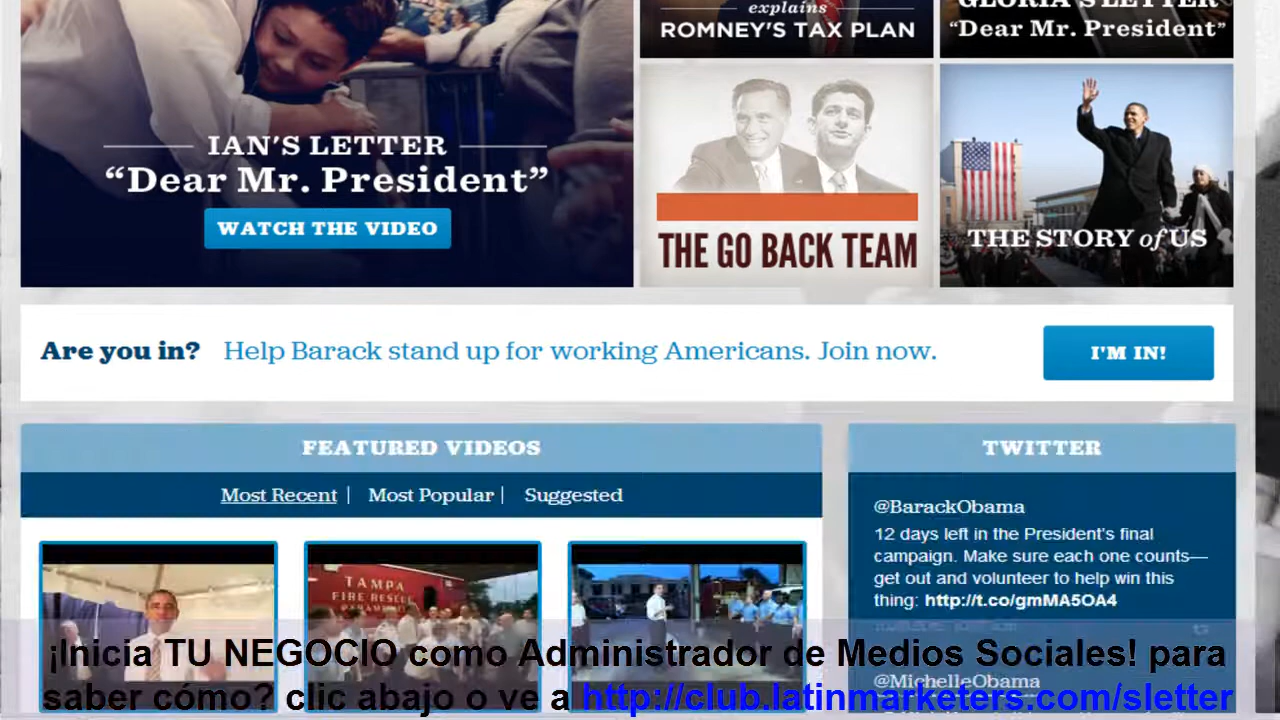 explains
ROMNEY'S TAX PLAN
GLORIA'S LETTER
“Dear Mr. President”
IAN'S LETTER
“Dear Mr. President”
WATCH THE VIDEO
THE GO BACK TEAM
THE STORY of US
Are you in? Help Barack stand up for working Americans. Join now.
I'M IN!
FEATURED VIDEOS
Most Recent | Most Popular | Suggested
TAMPA
FIRE RESCUE
TWITTER
@BarackObama
12 days left in the President's final
campaign. Make sure each one counts—
get out and volunteer to help win this
thing: http://t.co/gmMA5OA4
@MichelleObama
¡Inicia TU NEGOCIO como Administrador de Medios Sociales! para
saber cómo? clic abajo o ve a http://club.latinmarketers.com/sletter